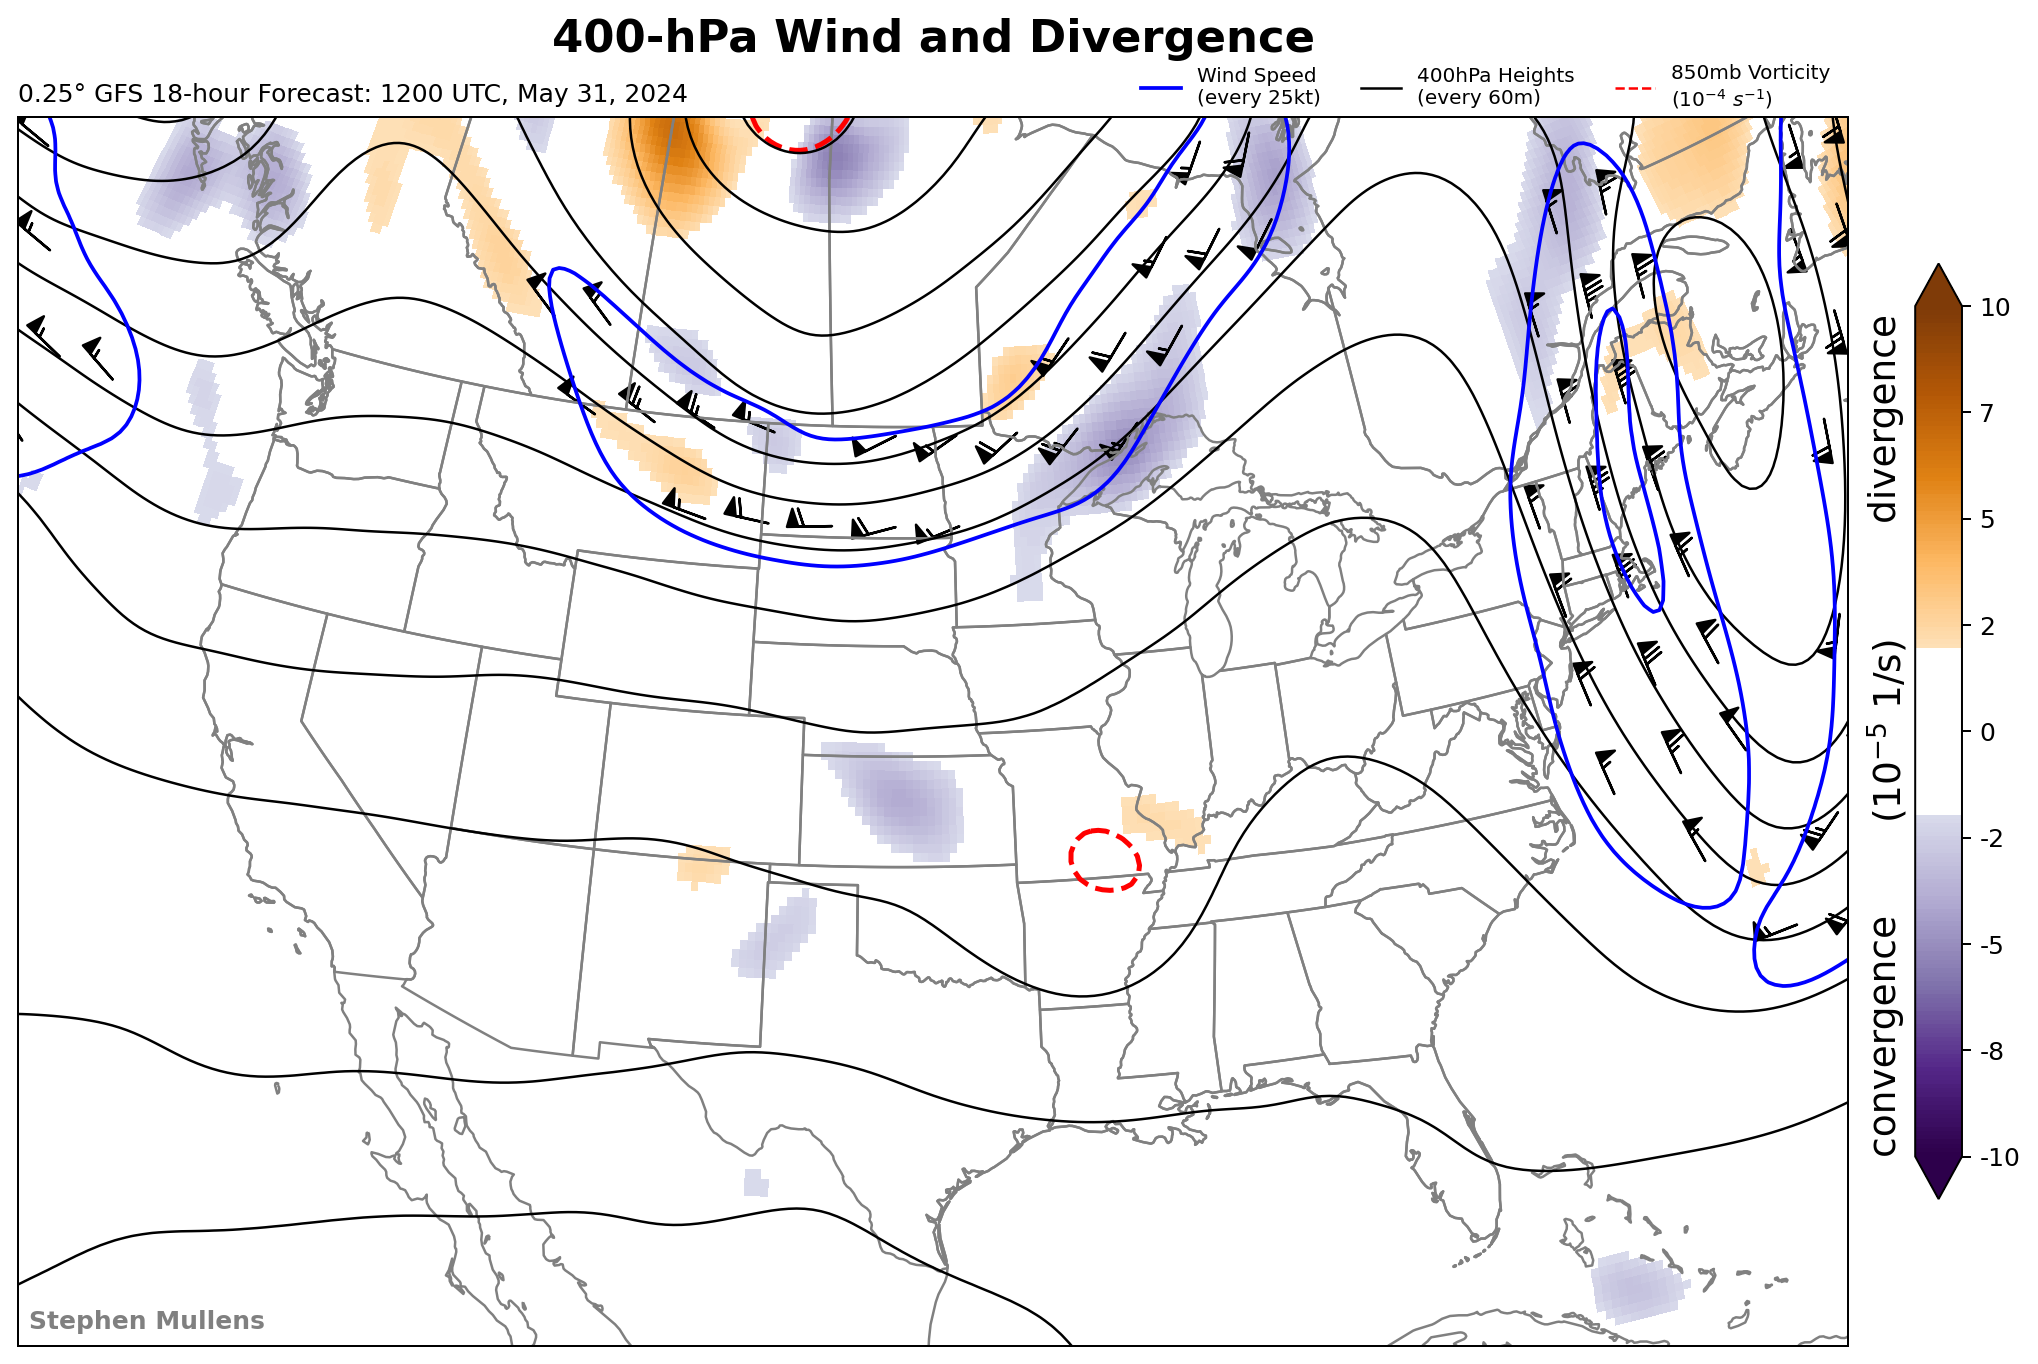 400-hPa Wind and Divergence
0.25° GFS 18-hour Forecast: 1200 UTC, May 31, 2024
Wind Speed
(every 25kt)
400hPa Heights
(every 60m)
850mb Vorticity
(10⁻⁴ s⁻¹)
10
7
5
2
0
-2
-5
-8
-10
convergence (10⁻⁵ 1/s) divergence
Stephen Mullens